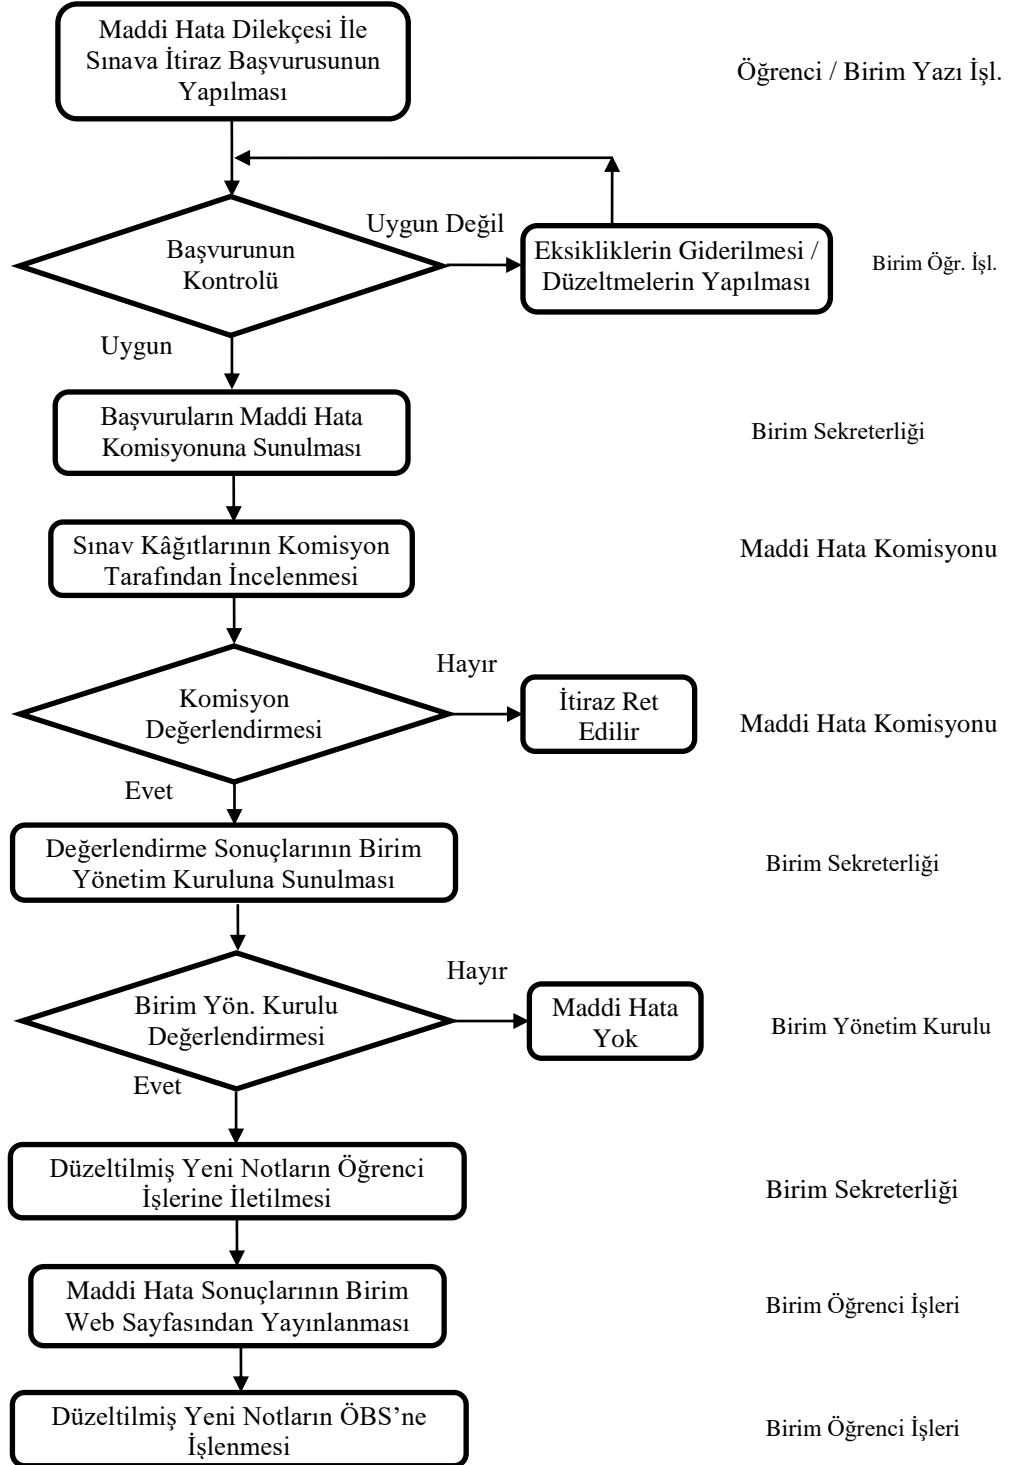 Maddi Hata Dilekçesi İle
Sınava İtiraz Başvurusunun
Yapılması
Öğrenci / Birim Yazı İşl.
Uygun Değil
Başvurunun
Kontrolü
Eksikliklerin Giderilmesi /
Düzeltmelerin Yapılması
Birim Öğr. İşl.
Uygun
Başvuruların Maddi Hata
Komisyonuna Sunulması
Birim Sekreterliği
Sınav Kâğıtlarının Komisyon
Tarafından İncelenmesi
Maddi Hata Komisyonu
Hayır
Komisyon
Değerlendirmesi
İtiraz Ret
Edilir
Maddi Hata Komisyonu
Evet
Değerlendirme Sonuçlarının Birim
Yönetim Kuruluna Sunulması
Birim Sekreterliği
Hayır
Birim Yön. Kurulu
Değerlendirmesi
Maddi Hata
Yok
Birim Yönetim Kurulu
Evet
Düzeltilmiş Yeni Notların Öğrenci
İşlerine İletilmesi
Birim Sekreterliği
Maddi Hata Sonuçlarının Birim
Web Sayfasından Yayınlanması
Birim Öğrenci İşleri
Düzeltilmiş Yeni Notların ÖBS’ne
İşlenmesi
Birim Öğrenci İşleri